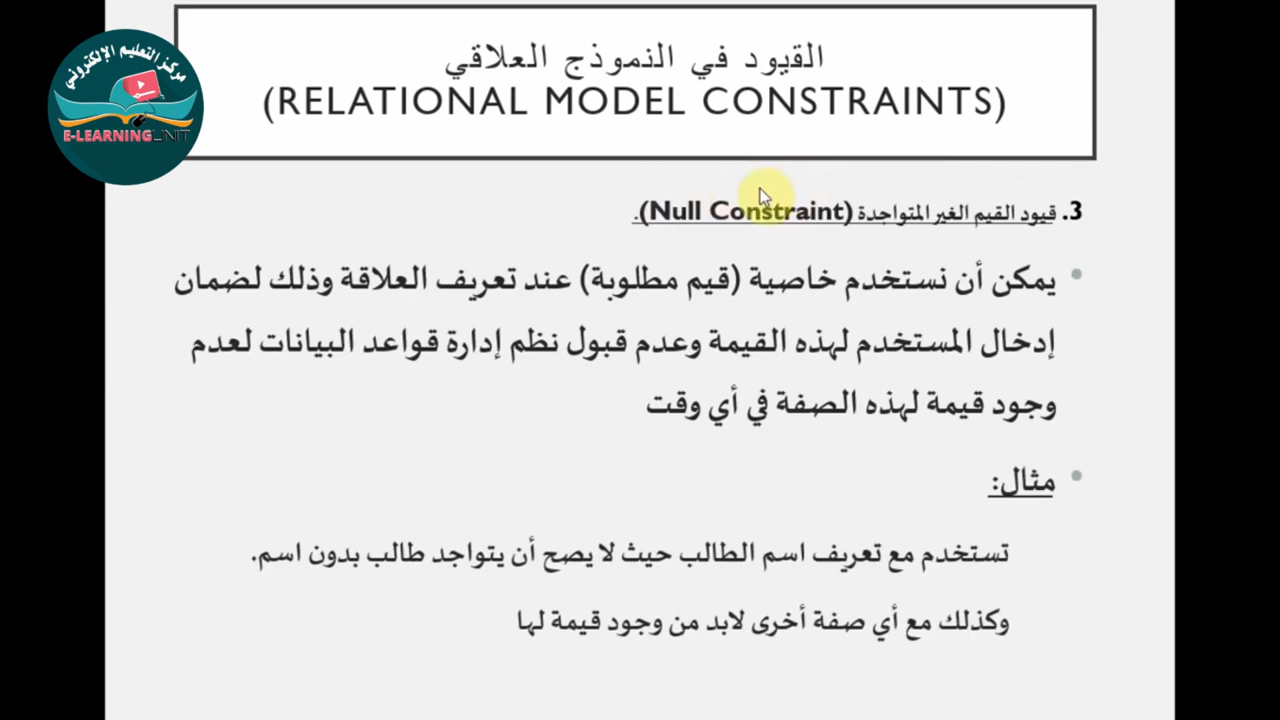 مركز التعليم الإلكتروني
E-LEARNING UNIT
القيود في النموذج العلاقي
(RELATIONAL MODEL CONSTRAINTS)
3. قيود القيم الغير المتواجدة (Null Constraint).
• يمكن أن نستخدم خاصية (قيم مطلوبة) عند تعريف العلاقة وذلك لضمان
إدخال المستخدم لهذه القيمة وعدم قبول نظم إدارة قواعد البيانات لعدم
وجود قيمة لهذه الصفة في أي وقت
• مثال:
تستخدم مع تعريف اسم الطالب حيث لا يصح أن يتواجد طالب بدون اسم.
وكذلك مع أي صفة أخرى لابد من وجود قيمة لها